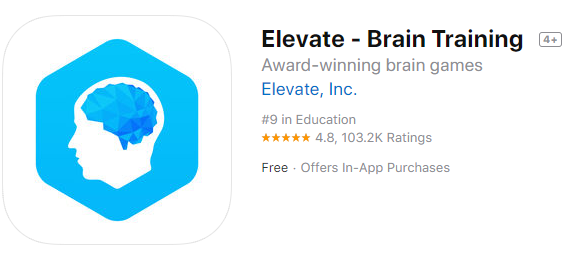 Elevate - Brain Training 4+
Award-winning brain games
Elevate, Inc.
#9 in Education
★★★★★ 4.8, 103.2K Ratings
Free · Offers In-App Purchases